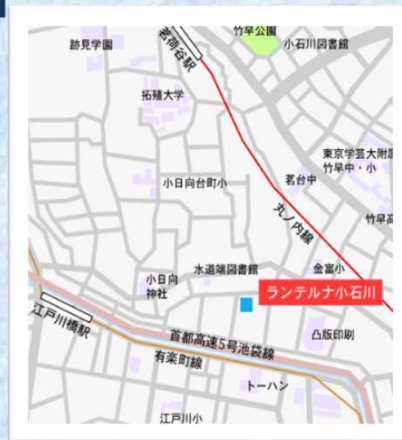 竹早公園
跡見学園
小石川図書館
茗荷谷駅
拓殖大学
東京学芸大附属
竹早中・小
小日向台町小
茗台中
竹早高
丸ノ内線
水道端図書館
金富小
小日向
神社
ランテルナ小石川
江戸川橋駅
首都高速5号池袋線
凸版印刷
有楽町線
トーハン
江戸川小